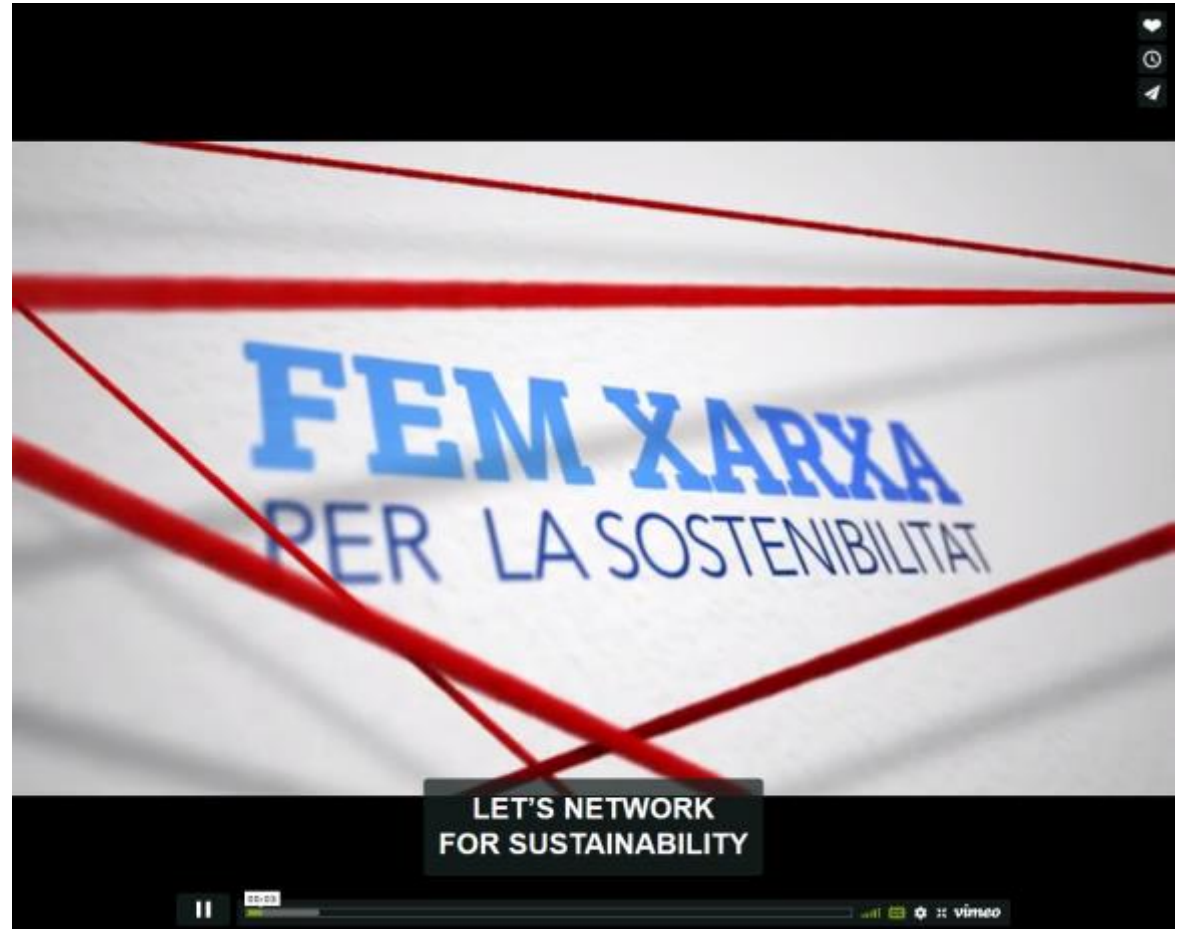 FEM XARXA
PER LA SOSTENIBILITAT
LET'S NETWORK
FOR SUSTAINABILITY
00:03
vimeo